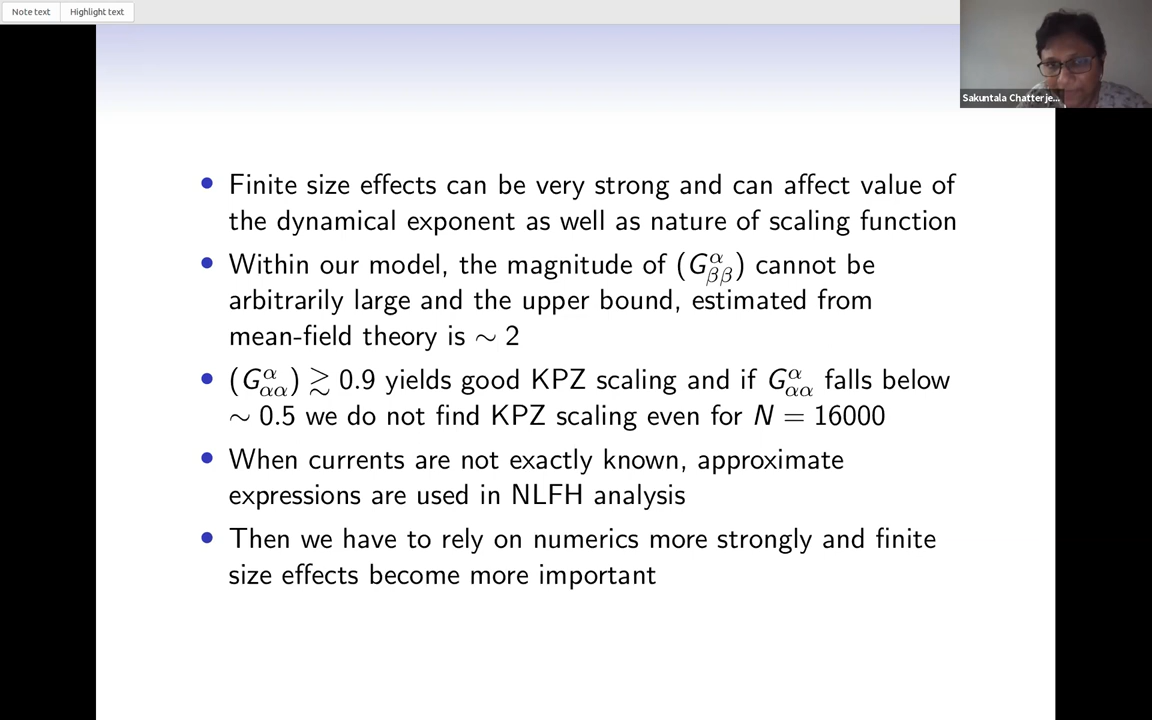 Note text
Highlight text
Sakuntala Chatterje...
• Finite size effects can be very strong and can affect value of
the dynamical exponent as well as nature of scaling function
• Within our model, the magnitude of (G^α_ββ) cannot be
arbitrarily large and the upper bound, estimated from
mean-field theory is ∼ 2
• (G^α_αα) ≳ 0.9 yields good KPZ scaling and if G^α_αα falls below
∼ 0.5 we do not find KPZ scaling even for N = 16000
• When currents are not exactly known, approximate
expressions are used in NLFH analysis
• Then we have to rely on numerics more strongly and finite
size effects become more important